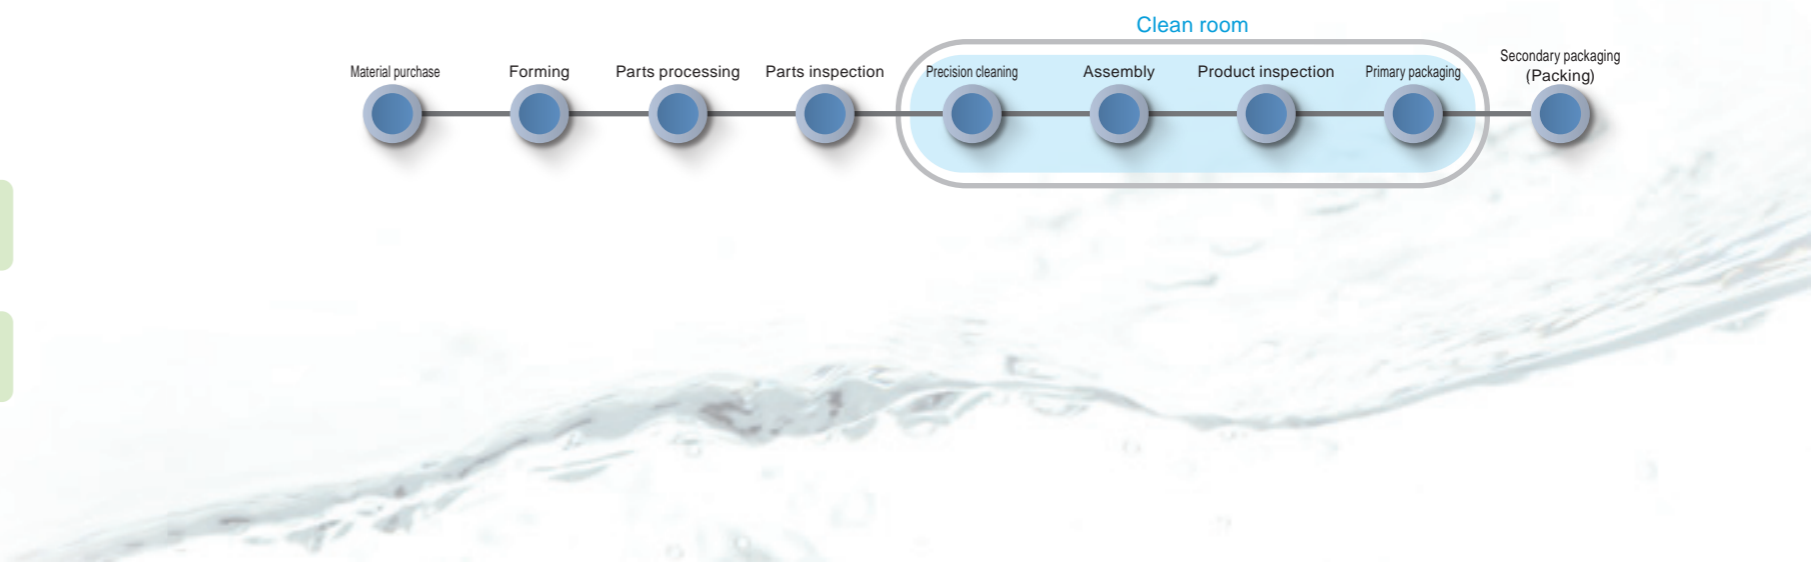 Clean room
Material purchase
Forming
Parts processing
Parts inspection
Precision cleaning
Assembly
Product inspection
Primary packaging
Secondary packaging
(Packing)